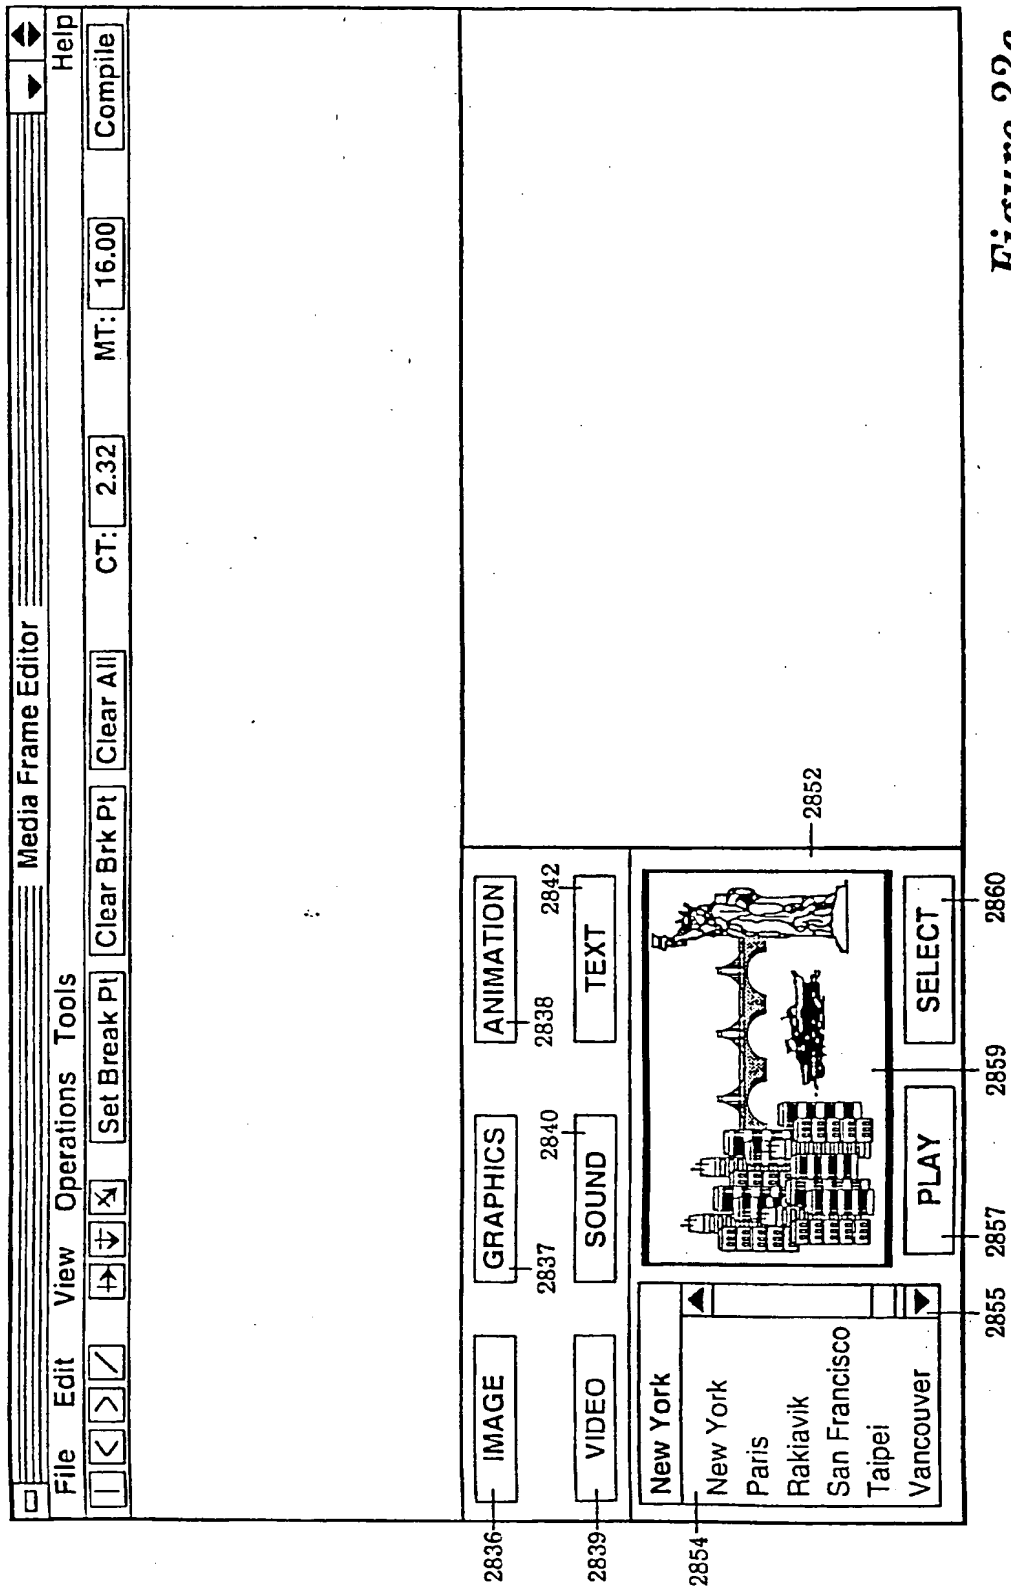 Media Frame Editor
File Edit View Operations Tools Help
Set Break Pt Clear Brk Pt Clear All CT: 2.32 MT: 16.00 Compile
2836 IMAGE GRAPHICS ANIMATION
2837 2838
2840 2842
2839 VIDEO SOUND TEXT
New York
2854
New York
Paris
Rakiavik
San Francisco
Taipei
Vancouver
2852
PLAY SELECT
2855 2857 2859 2860
Figure